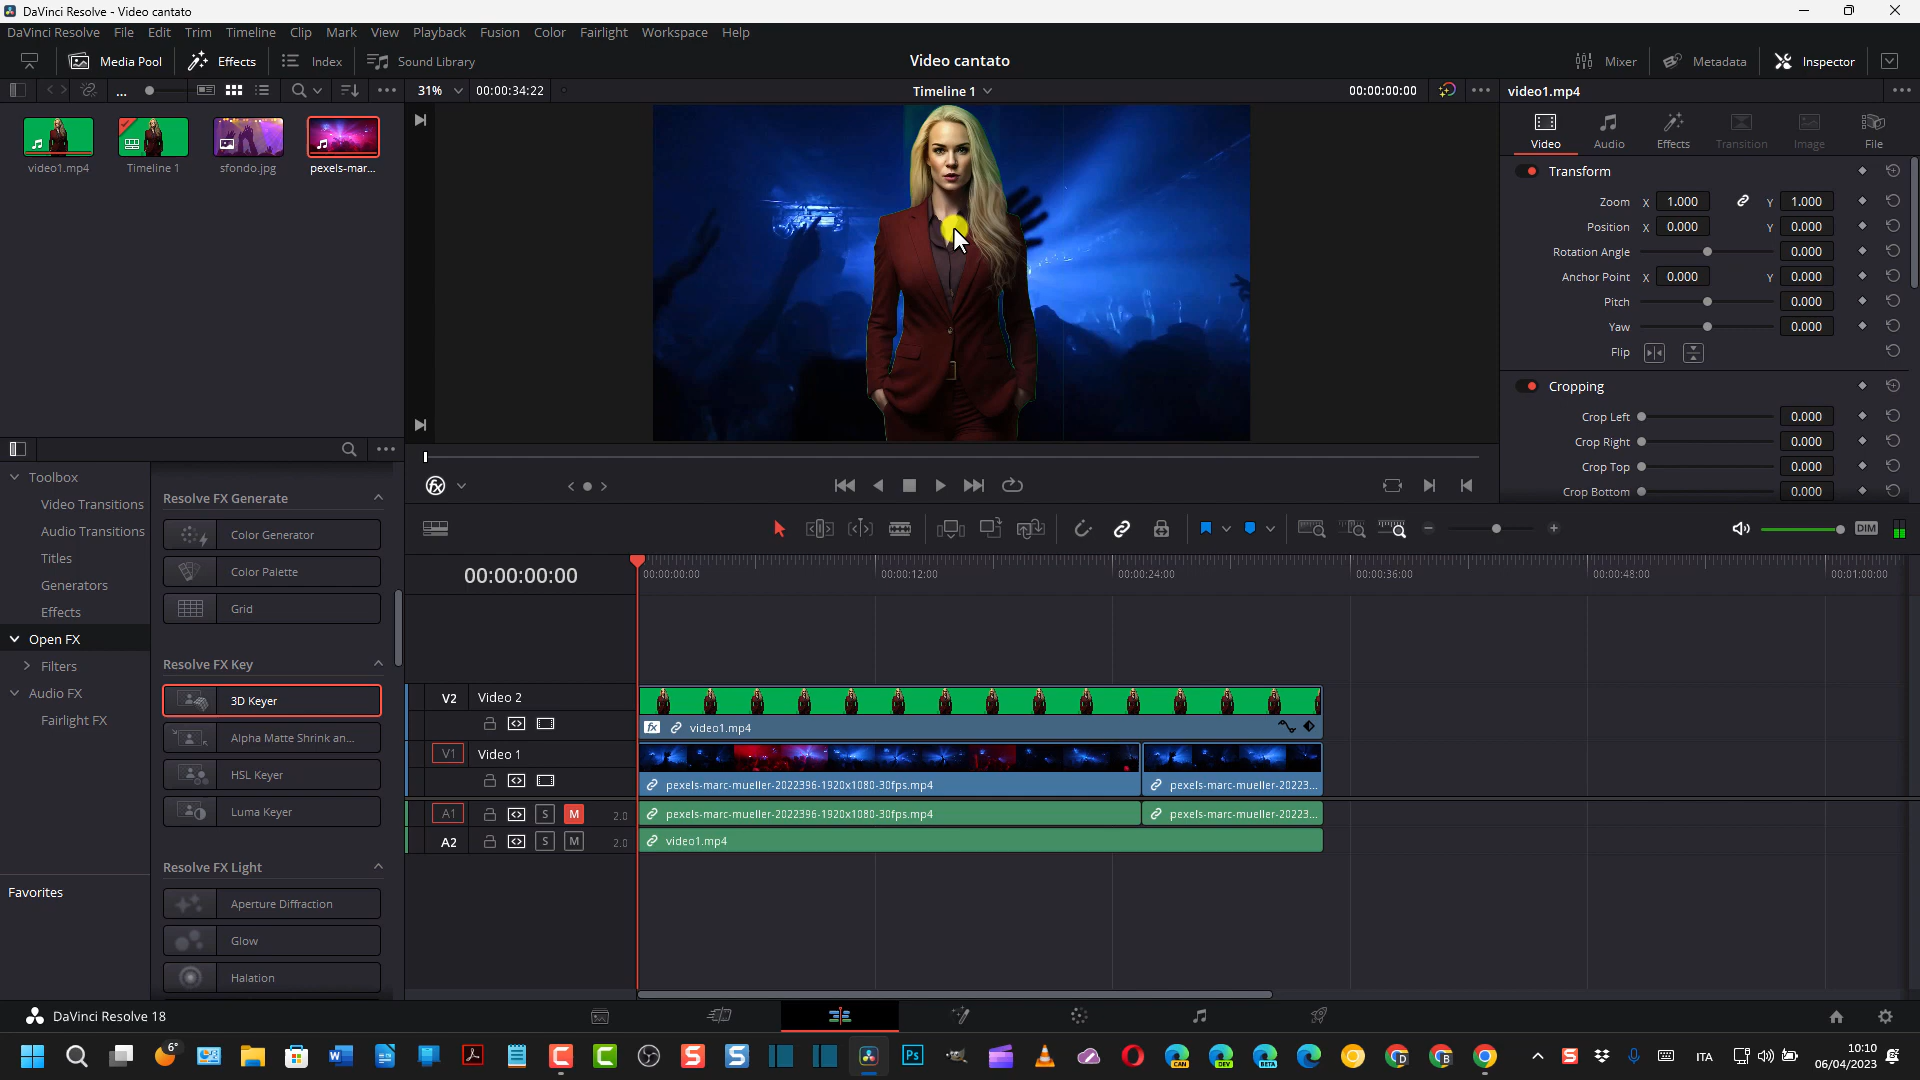 DaVinci Resolve - Video cantato
DaVinci Resolve File Edit Trim Timeline Clip Mark View Playback Fusion Color Fairlight Workspace Help
Media Pool Effects Index Sound Library Video cantato Mixer Metadata Inspector
... 31% 00:00:34:22 Timeline 1 00:00:00:00 video1.mp4
video1.mp4 Timeline 1 sfondo.jpg pexels-mar...
Video Audio Effects Transition Image File
Transform
Zoom X 1.000 Y 1.000
Position X 0.000 Y 0.000
Rotation Angle 0.000
Anchor Point X 0.000 Y 0.000
Pitch 0.000
Yaw 0.000
Flip
Cropping
Crop Left 0.000
Crop Right 0.000
Crop Top 0.000
Crop Bottom 0.000
Toolbox
Video Transitions
Audio Transitions
Titles
Generators
Effects
Open FX
Filters
Audio FX
Fairlight FX
Favorites
Resolve FX Generate
Color Generator
Color Palette
Grid
Resolve FX Key
3D Keyer
Alpha Matte Shrink an...
HSL Keyer
Luma Keyer
Resolve FX Light
Aperture Diffraction
Glow
Halation
DIM
00:00:00:00 00:00:00:00 00:00:12:00 00:00:24:00 00:00:36:00 00:00:48:00 00:01:00:00
V2 Video 2
fx video1.mp4
V1 Video 1
pexels-marc-mueller-2022396-1920x1080-30fps.mp4 pexels-marc-mueller-20223...
A1 S M 2.0 pexels-marc-mueller-2022396-1920x1080-30fps.mp4 pexels-marc-mueller-20223...
A2 S M 2.0 video1.mp4
DaVinci Resolve 18
6° ITA 10:10
06/04/2023